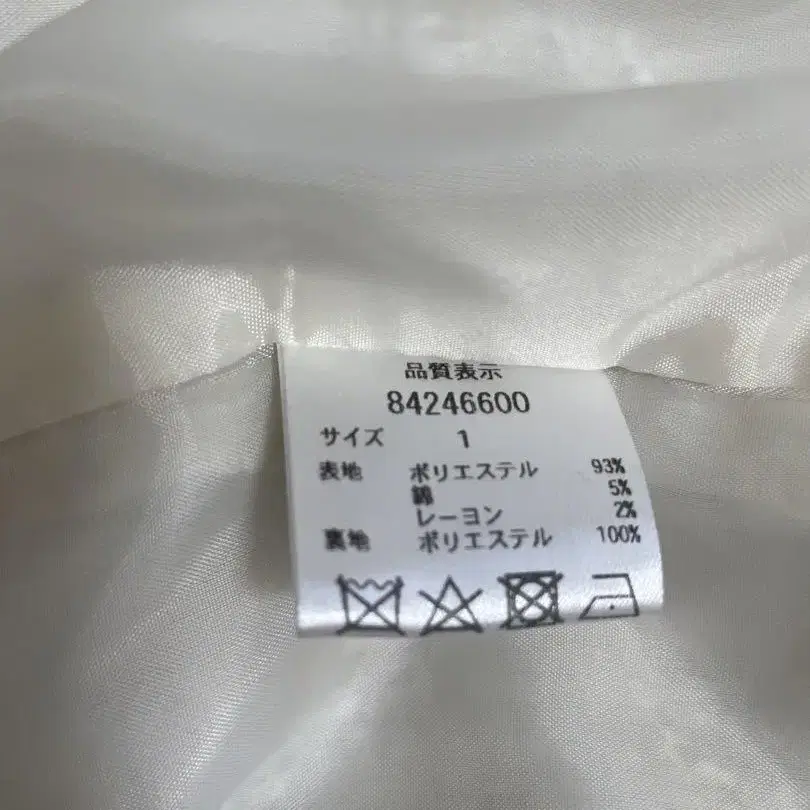 品質表示
84246600
サイズ 1
表地 ポリエステル 93%
綿 5%
レーヨン 2%
裏地 ポリエステル 100%